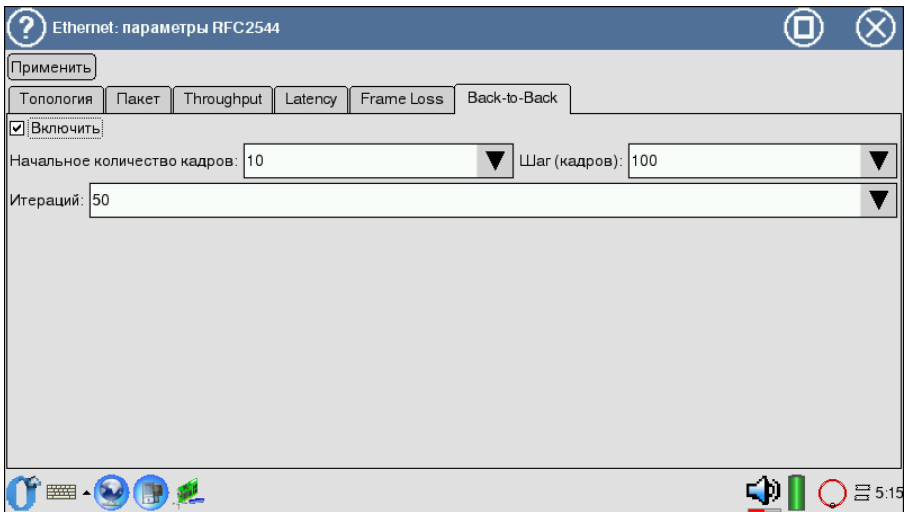 Ethernet: параметры RFC2544
Применить
Топология Пакет Throughput Latency Frame Loss Back-to-Back
Включить
Начальное количество кадров: 10 Шаг (кадров): 100
Итераций: 50
5:15